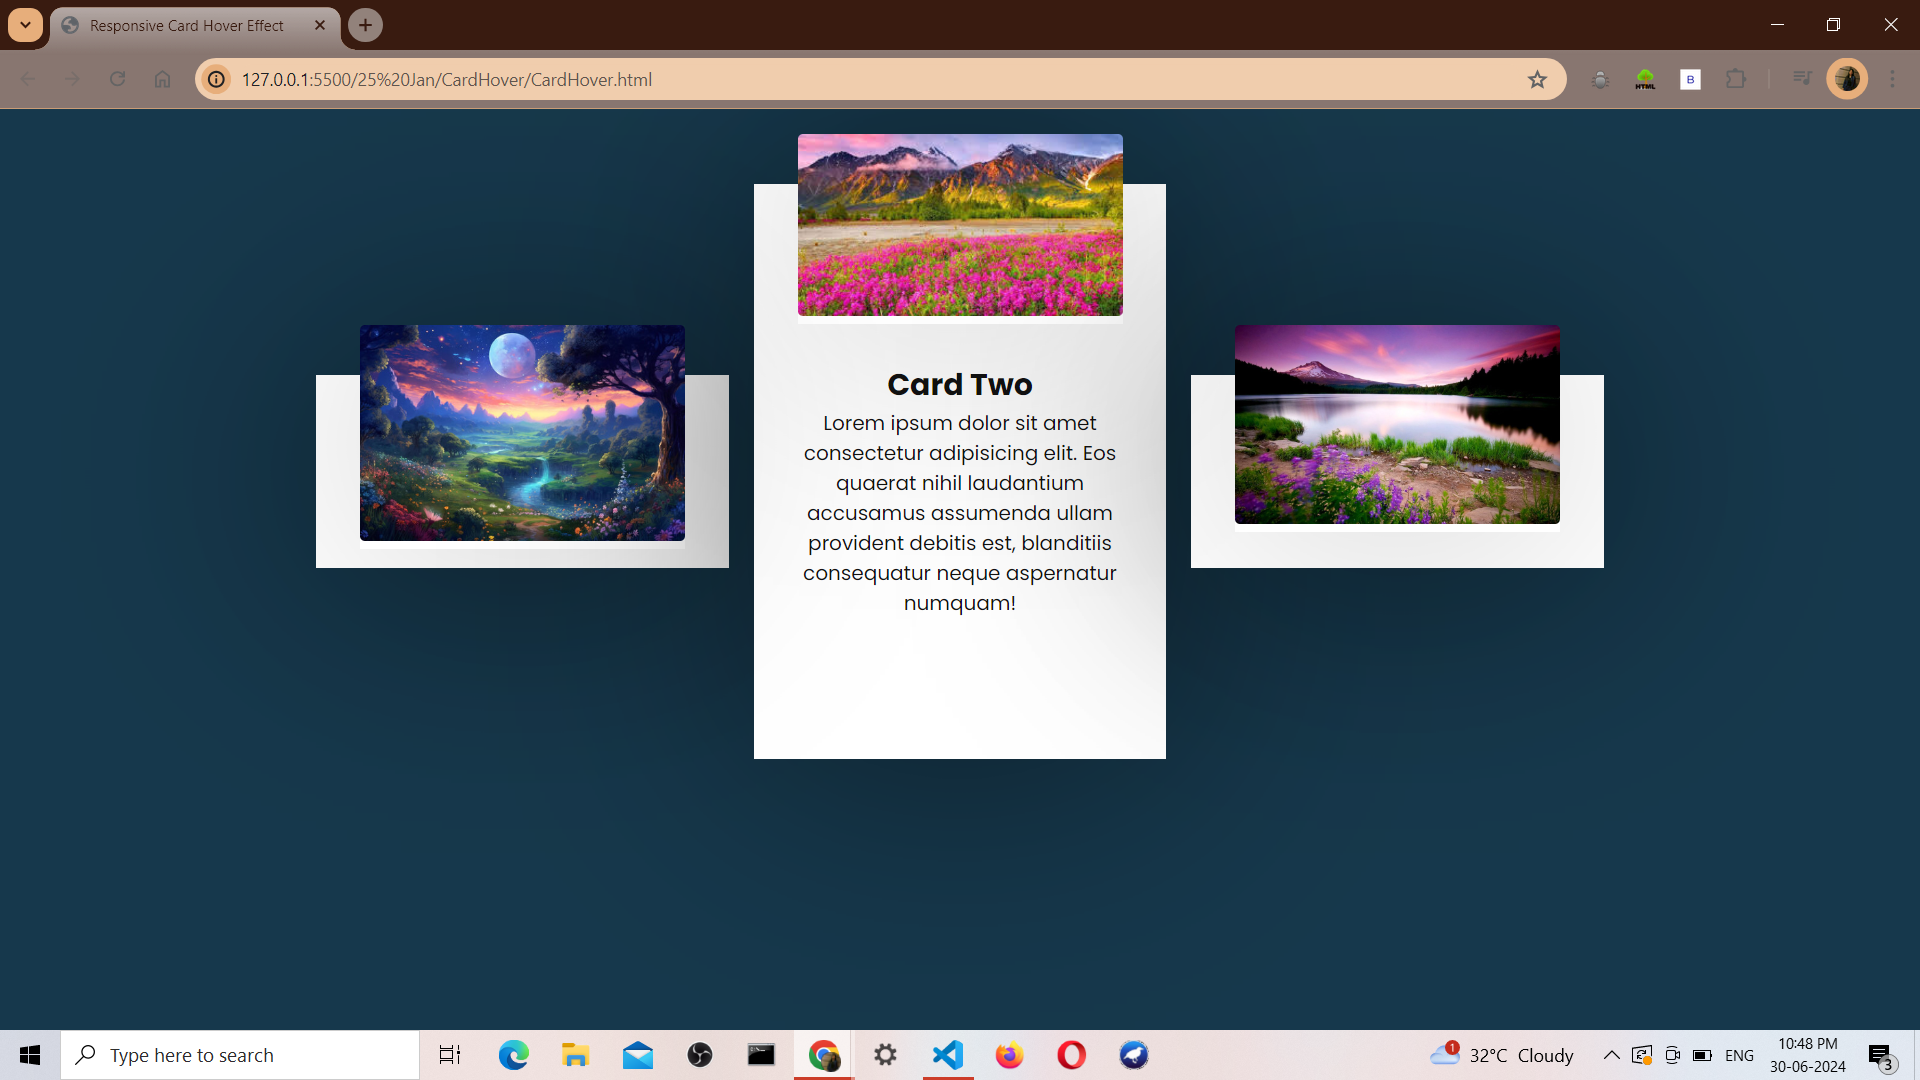 Responsive Card Hover Effect
127.0.0.1:5500/25%20Jan/CardHover/CardHover.html
HTML
B
Card Two
Lorem ipsum dolor sit amet
consectetur adipisicing elit. Eos
quaerat nihil laudantium
accusamus assumenda ullam
provident debitis est, blanditiis
consequatur neque aspernatur
numquam!
Type here to search
1
32°C Cloudy
ENG
10:48 PM
30-06-2024
3